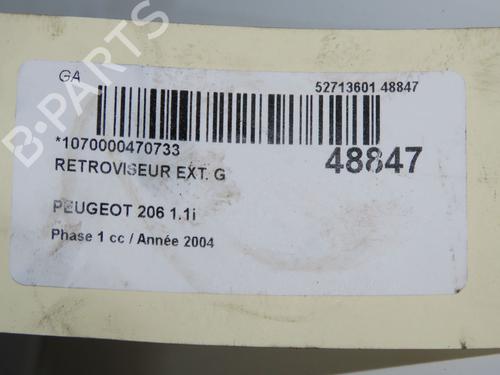 GA
52713601 48847
*1070000470733
48847
RETROVISEUR EXT. G
PEUGEOT 206 1.1i
Phase 1 cc / Année 2004
B-PARTS